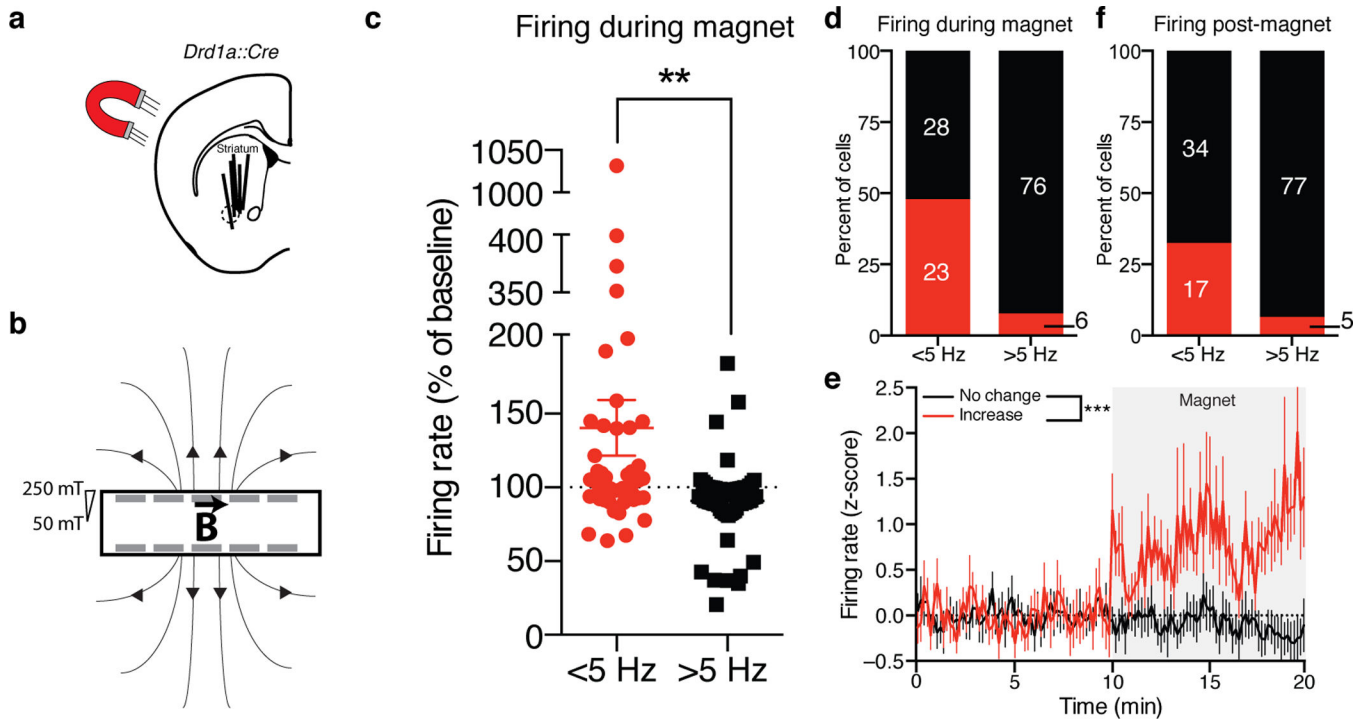 a
Drd1a::Cre
Striatum
b
250 mT
50 mT
B
c
Firing during magnet
**
Firing rate (% of baseline)
1050
1000
400
350
200
150
100
50
0
<5 Hz
>5 Hz
d
Firing during magnet
Percent of cells
100
75
50
25
0
28
23
76
6
<5 Hz
>5 Hz
f
Firing post-magnet
Percent of cells
100
75
50
25
0
34
17
77
5
<5 Hz
>5 Hz
e
Firing rate (z-score)
2.5
2.0
1.5
1.0
0.5
0.0
−0.5
No change
Increase
***
Magnet
0
5
10
15
20
Time (min)